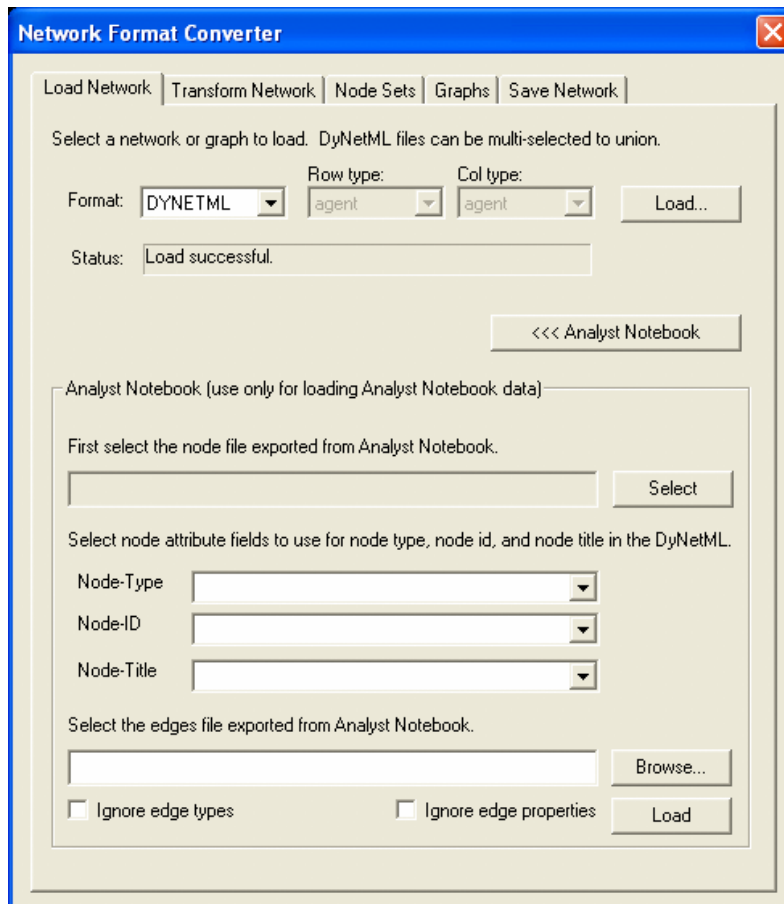 Network Format Converter
Load Network Transform Network Node Sets Graphs Save Network
Select a network or graph to load. DyNetML files can be multi-selected to union.
Row type: Col type:
Format: DYNETML agent agent Load...
Status: Load successful.
<<< Analyst Notebook
Analyst Notebook (use only for loading Analyst Notebook data)
First select the node file exported from Analyst Notebook.
Select
Select node attribute fields to use for node type, node id, and node title in the DyNetML.
Node-Type
Node-ID
Node-Title
Select the edges file exported from Analyst Notebook.
Browse...
Ignore edge types Ignore edge properties Load